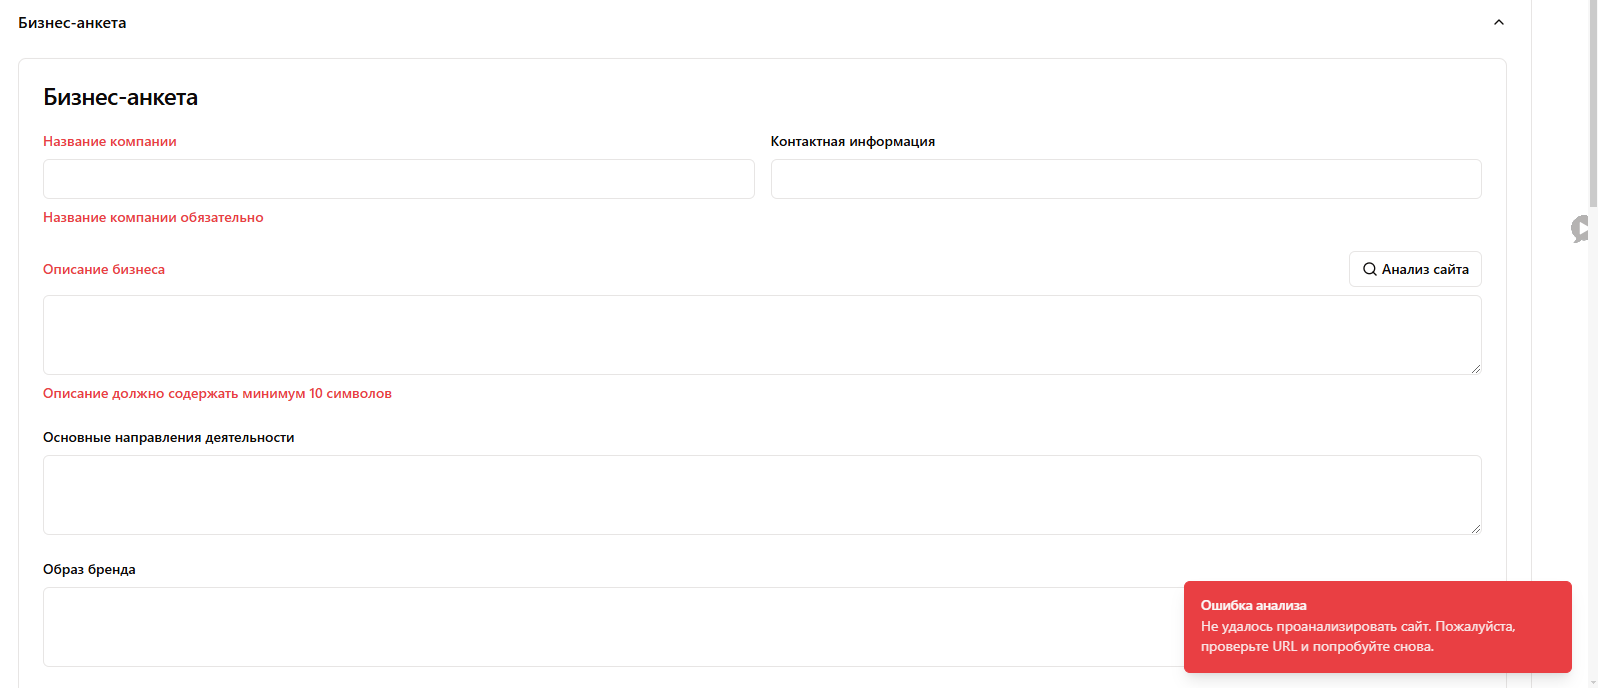 Бизнес-анкета
Бизнес-анкета
Название компании
Контактная информация
Название компании обязательно
Описание бизнеса
Анализ сайта
Описание должно содержать минимум 10 символов
Основные направления деятельности
Образ бренда
Ошибка анализа
Не удалось проанализировать сайт. Пожалуйста,
проверьте URL и попробуйте снова.